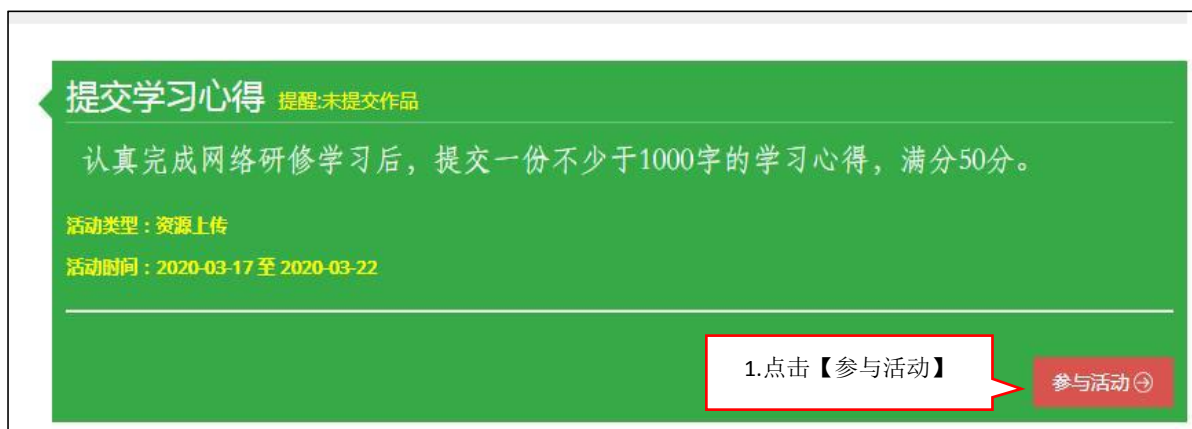 提交学习心得 提醒:未提交作品
认真完成网络研修学习后，提交一份不少于1000字的学习心得，满分50分。
活动类型：资源上传
活动时间：2020-03-17 至 2020-03-22
1.点击【参与活动】
参与活动